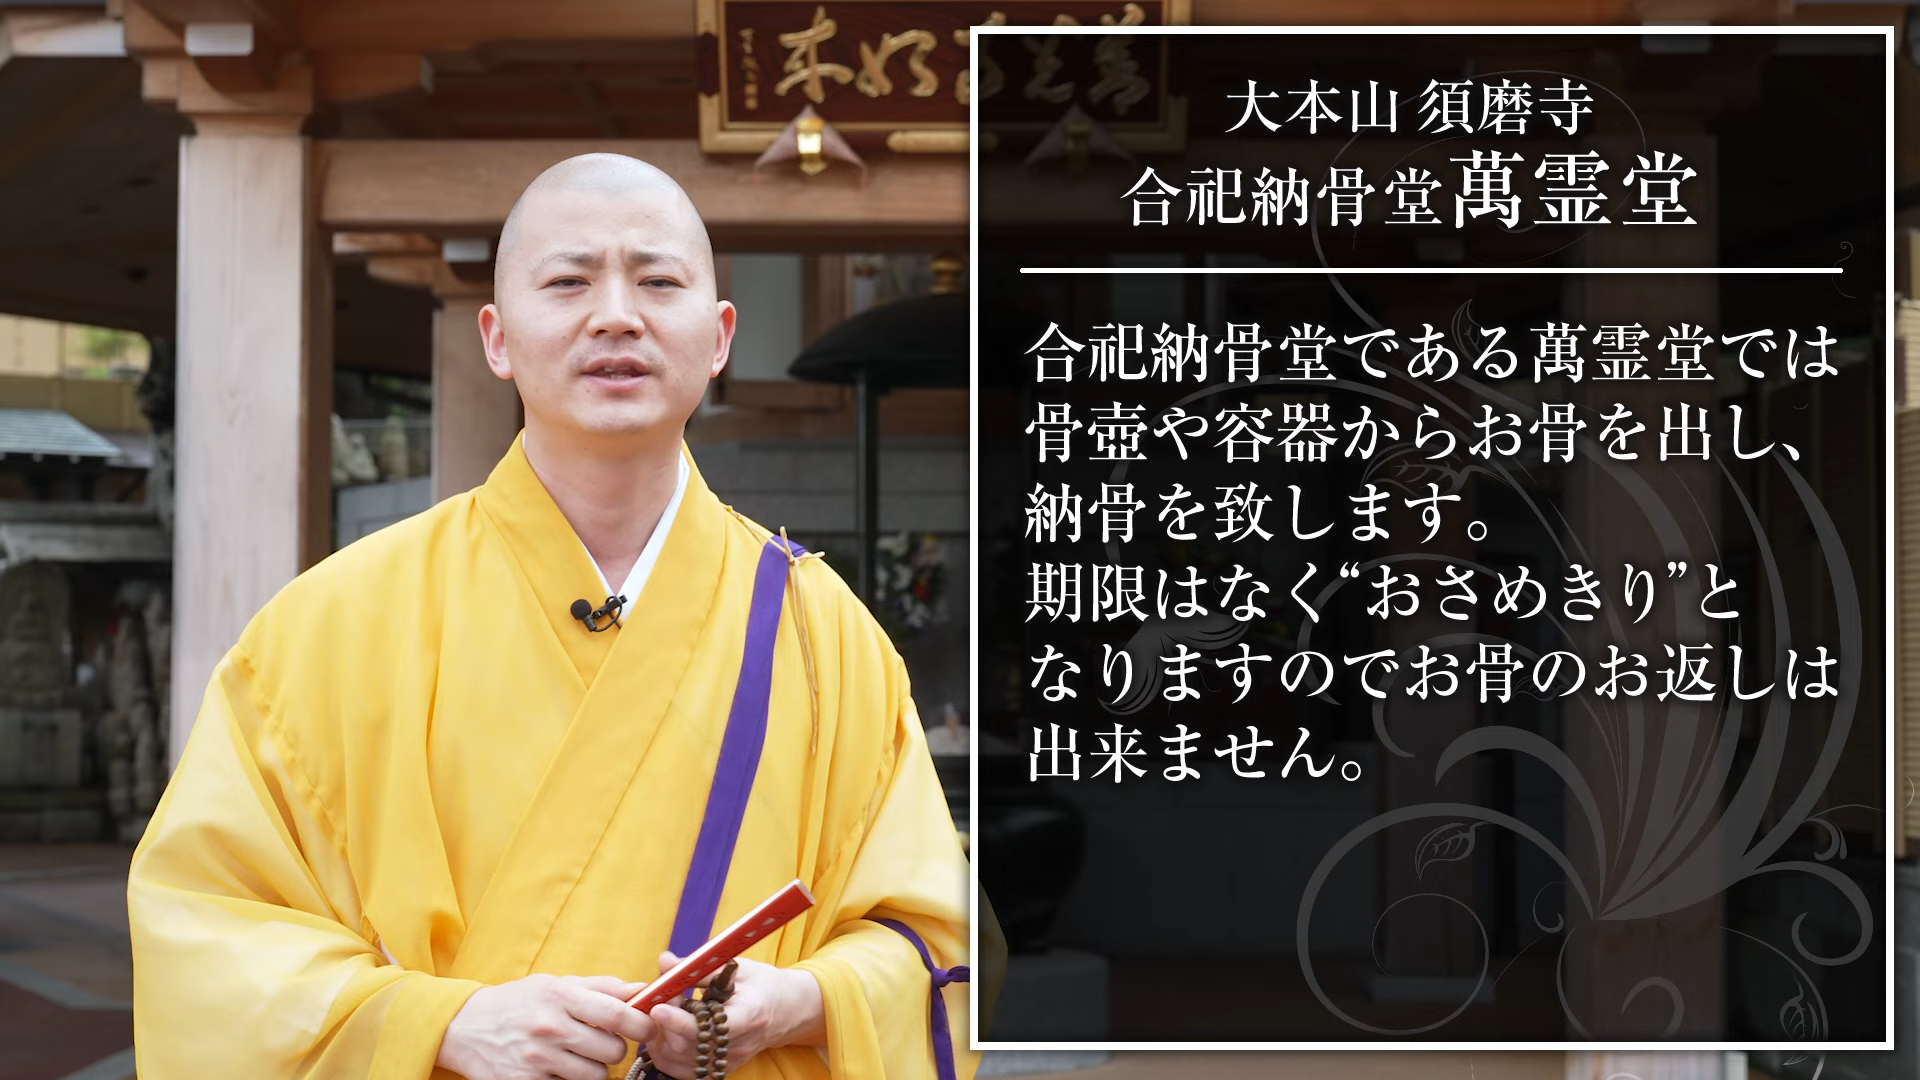 大本山 須磨寺
合祀納骨堂萬霊堂
合祀納骨堂である萬霊堂では
骨壺や容器からお骨を出し、
納骨を致します。
期限はなく“おさめきり”と
なりますのでお骨のお返しは
出来ません。